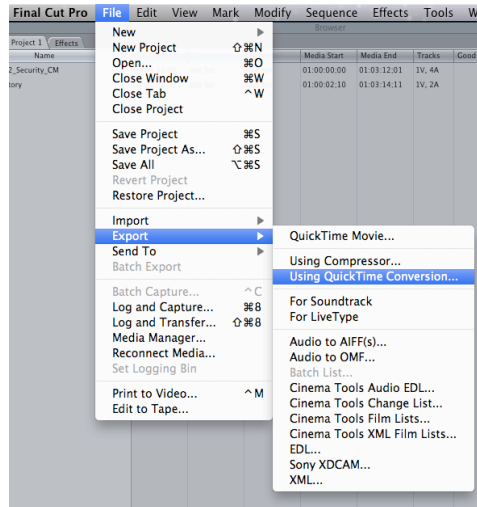 Final Cut Pro File Edit View Mark Modify Sequence Effects Tools W
Browser
Project 1 Effects
Name Media Start Media End Tracks Good
2_Security_CM 01:00:00;00 01:03:12;01 1V, 4A
tory 01:00:02;10 01:03:14;11 1V, 2A
New
New Project ⇧⌘N
Open... ⌘O
Close Window ⌘W
Close Tab ^W
Close Project
Save Project ⌘S
Save Project As... ⇧⌘S
Save All ⌥⌘S
Revert Project
Restore Project...
Import
Export
Send To
Batch Export
Batch Capture... ^C
Log and Capture... ⌘8
Log and Transfer... ⇧⌘8
Media Manager...
Reconnect Media...
Set Logging Bin
Print to Video... ^M
Edit to Tape...
QuickTime Movie...
Using Compressor...
Using QuickTime Conversion...
For Soundtrack
For LiveType
Audio to AIFF(s)...
Audio to OMF...
Batch List...
Cinema Tools Audio EDL...
Cinema Tools Change List...
Cinema Tools Film Lists...
Cinema Tools XML Film Lists...
EDL...
Sony XDCAM...
XML...